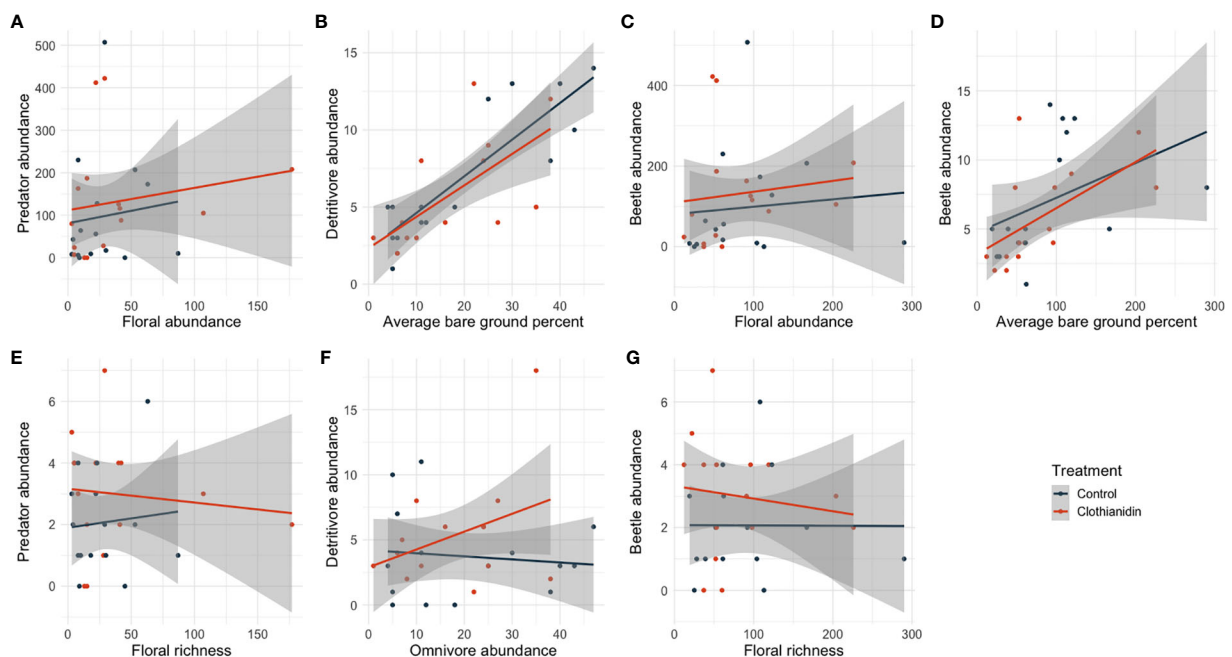 A
Predator abundance
500
400
300
200
100
0
0 50 100 150
Floral abundance
B
Detritivore abundance
15
10
5
0
0 10 20 30 40
Average bare ground percent
C
Beetle abundance
400
200
0
0 100 200 300
Floral abundance
D
Beetle abundance
15
10
5
0
0 100 200 300
Average bare ground percent
E
Predator abundance
6
4
2
0
0 50 100 150
Floral richness
F
Detritivore abundance
15
10
5
0
0 10 20 30 40
Omnivore abundance
G
Beetle abundance
6
4
2
0
0 100 200 300
Floral richness
Treatment
Control
Clothianidin